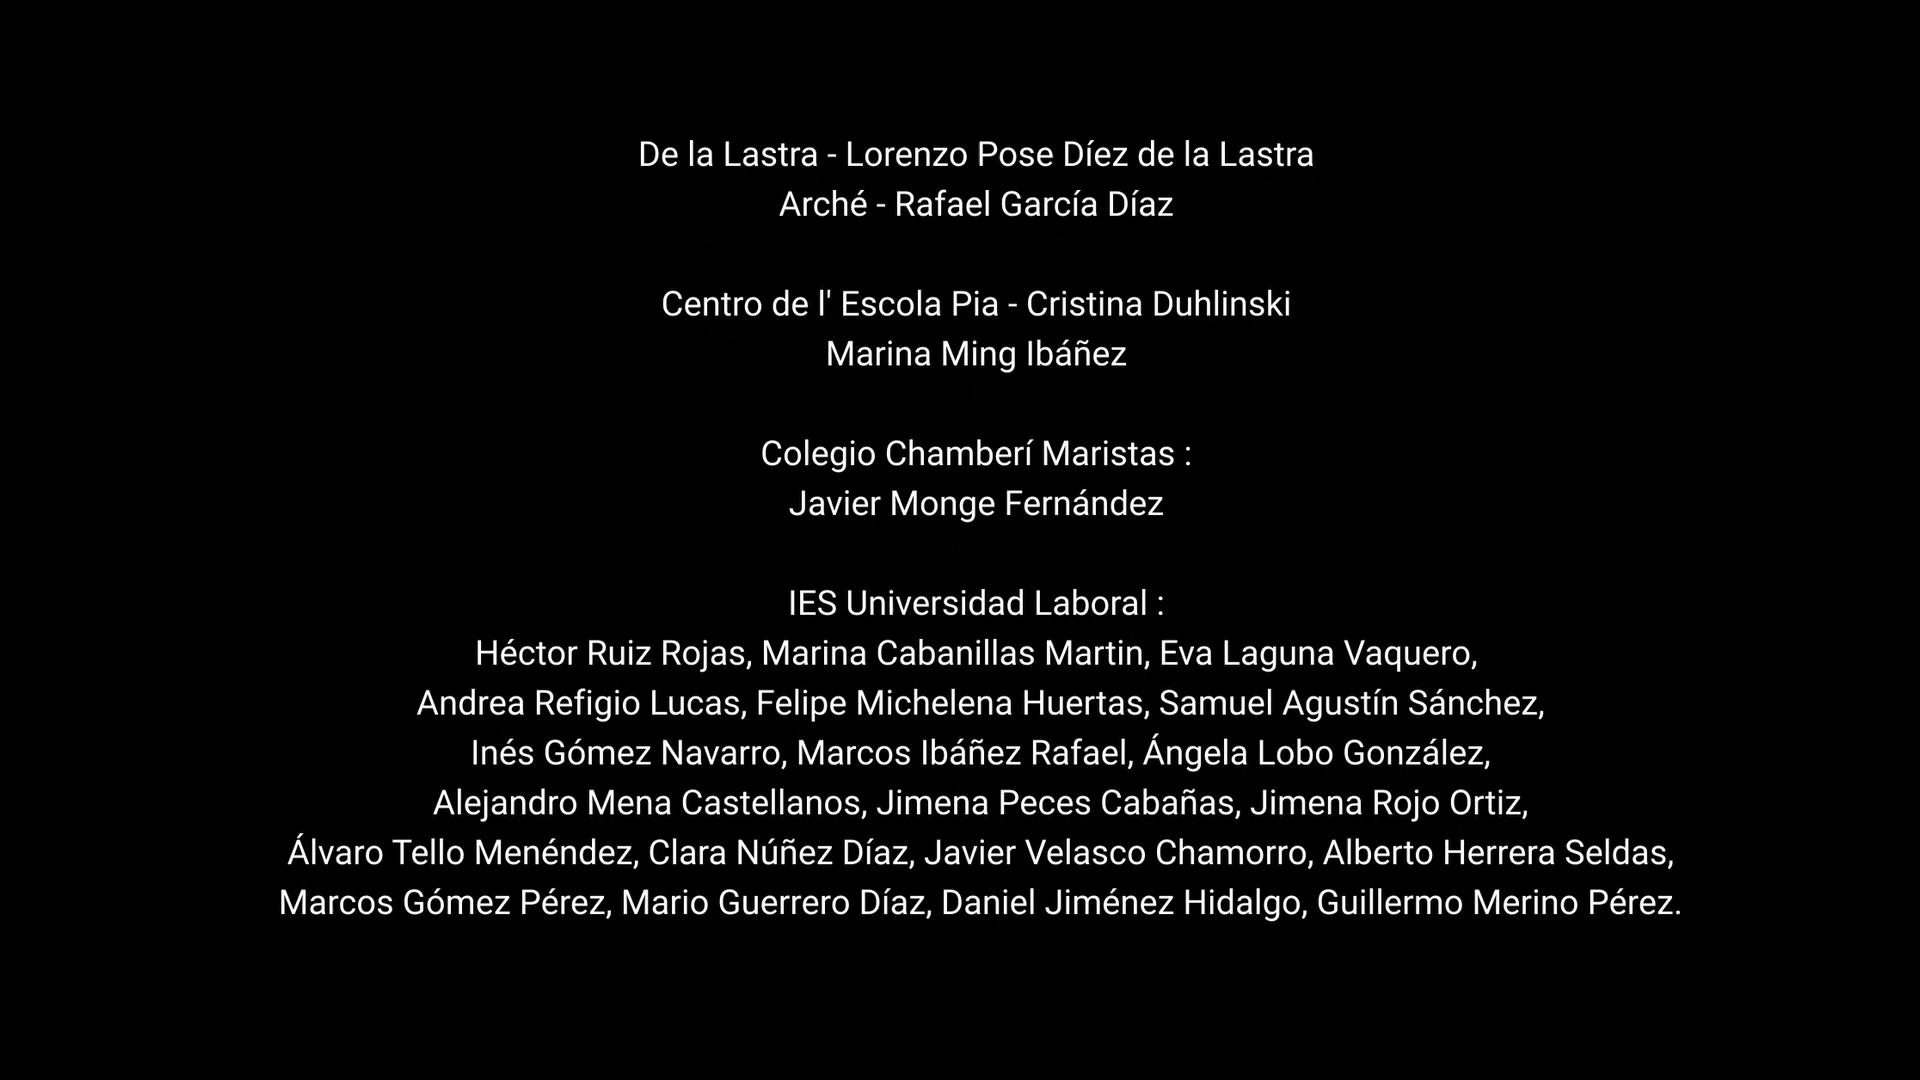 De la Lastra - Lorenzo Pose Díez de la Lastra
Arché - Rafael García Díaz
Centro de l' Escola Pia - Cristina Duhlinski
Marina Ming Ibáñez
Colegio Chamberí Maristas :
Javier Monge Fernández
IES Universidad Laboral :
Héctor Ruiz Rojas, Marina Cabanillas Martin, Eva Laguna Vaquero,
Andrea Refigio Lucas, Felipe Michelena Huertas, Samuel Agustín Sánchez,
Inés Gómez Navarro, Marcos Ibáñez Rafael, Ángela Lobo González,
Alejandro Mena Castellanos, Jimena Peces Cabañas, Jimena Rojo Ortiz,
Álvaro Tello Menéndez, Clara Núñez Díaz, Javier Velasco Chamorro, Alberto Herrera Seldas,
Marcos Gómez Pérez, Mario Guerrero Díaz, Daniel Jiménez Hidalgo, Guillermo Merino Pérez.